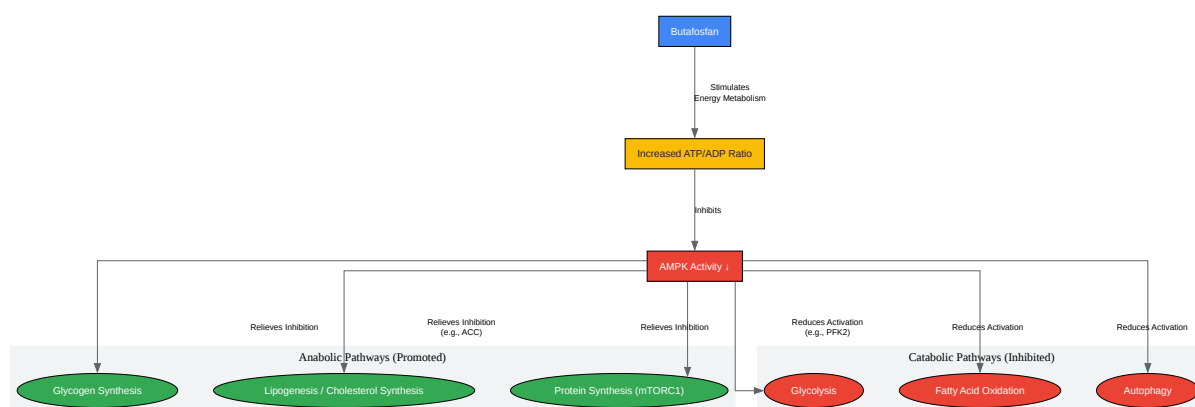 Butafosfan
Stimulates
Energy Metabolism
Increased ATP/ADP Ratio
Inhibits
AMPK Activity ↓
Relieves Inhibition
Relieves Inhibition
(e.g., ACC)
Relieves Inhibition
Reduces Activation
(e.g., PFK2)
Reduces Activation
Reduces Activation
Anabolic Pathways (Promoted)
Catabolic Pathways (Inhibited)
Glycogen Synthesis
Lipogenesis / Cholesterol Synthesis
Protein Synthesis (mTORC1)
Glycolysis
Fatty Acid Oxidation
Autophagy